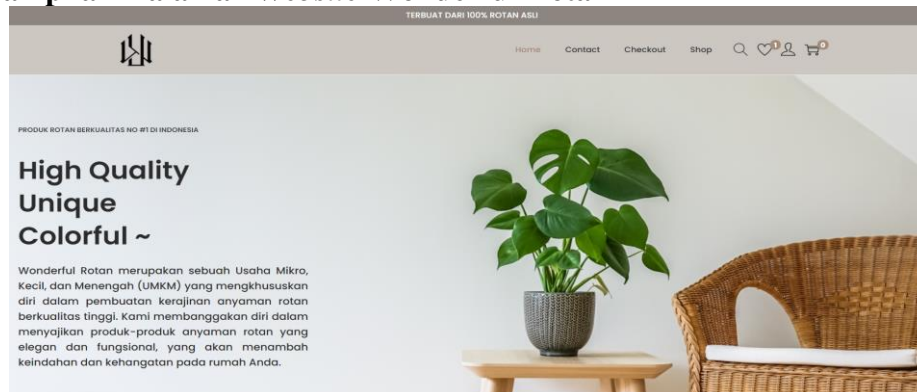 TERBUAT DARI 100% ROTAN ASLI
Home Contact Checkout Shop 1 0
PRODUK ROTAN BERKUALITAS NO #1 DI INDONESIA
High Quality
Unique
Colorful ~
Wonderful Rotan merupakan sebuah Usaha Mikro,
Kecil, dan Menengah (UMKM) yang mengkhususkan
diri dalam pembuatan kerajinan anyaman rotan
berkualitas tinggi. Kami membanggakan diri dalam
menyajikan produk-produk anyaman rotan yang
elegan dan fungsional, yang akan menambah
keindahan dan kehangatan pada rumah Anda.